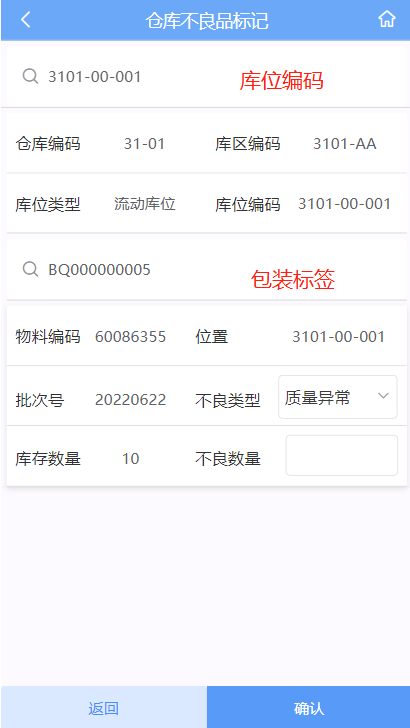 仓库不良品标记
3101-00-001 库位编码
仓库编码 31-01 库区编码 3101-AA
库位类型 流动库位 库位编码 3101-00-001
BQ000000005 包装标签
物料编码 60086355 位置 3101-00-001
批次号 20220622 不良类型 质量异常
库存数量 10 不良数量
返回 确认